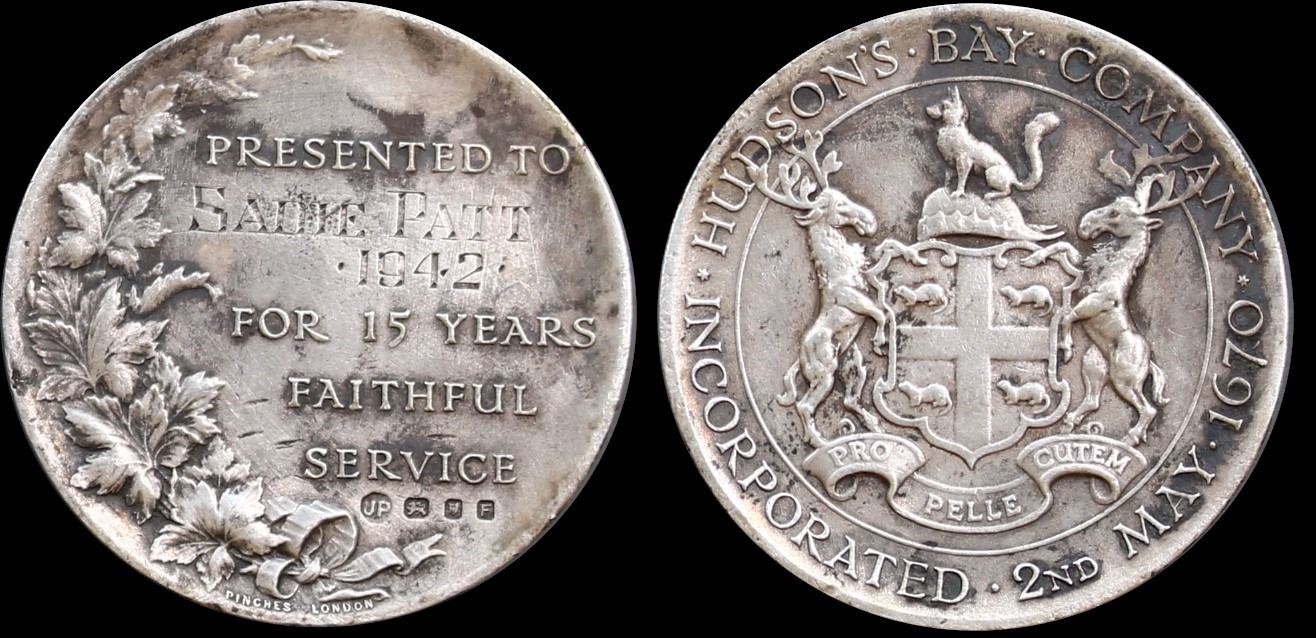 PRESENTED TO
SADIE PATT
·1942·
FOR 15 YEARS
FAITHFUL
SERVICE
JP F
PINCHES LONDON
· HUDSON'S · BAY · COMPANY ·
INCORPORATED · 2ND MAY · 1670
PRO PELLE CUTEM